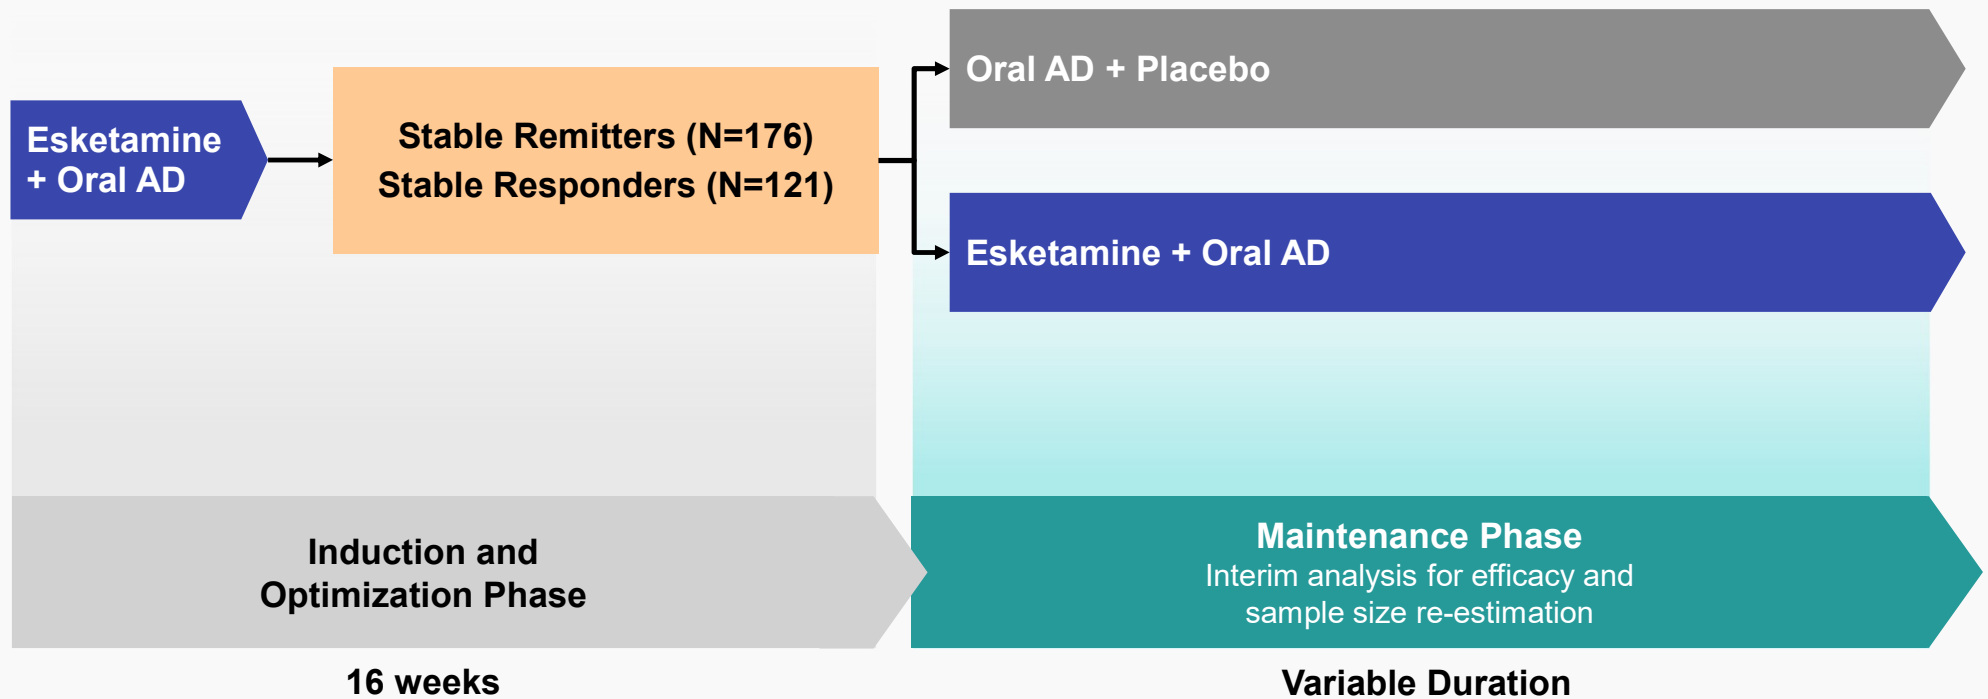 Esketamine
+ Oral AD
Stable Remitters (N=176)
Stable Responders (N=121)
Oral AD + Placebo
Esketamine + Oral AD
Induction and
Optimization Phase
16 weeks
Maintenance Phase
Interim analysis for efficacy and
sample size re-estimation
Variable Duration